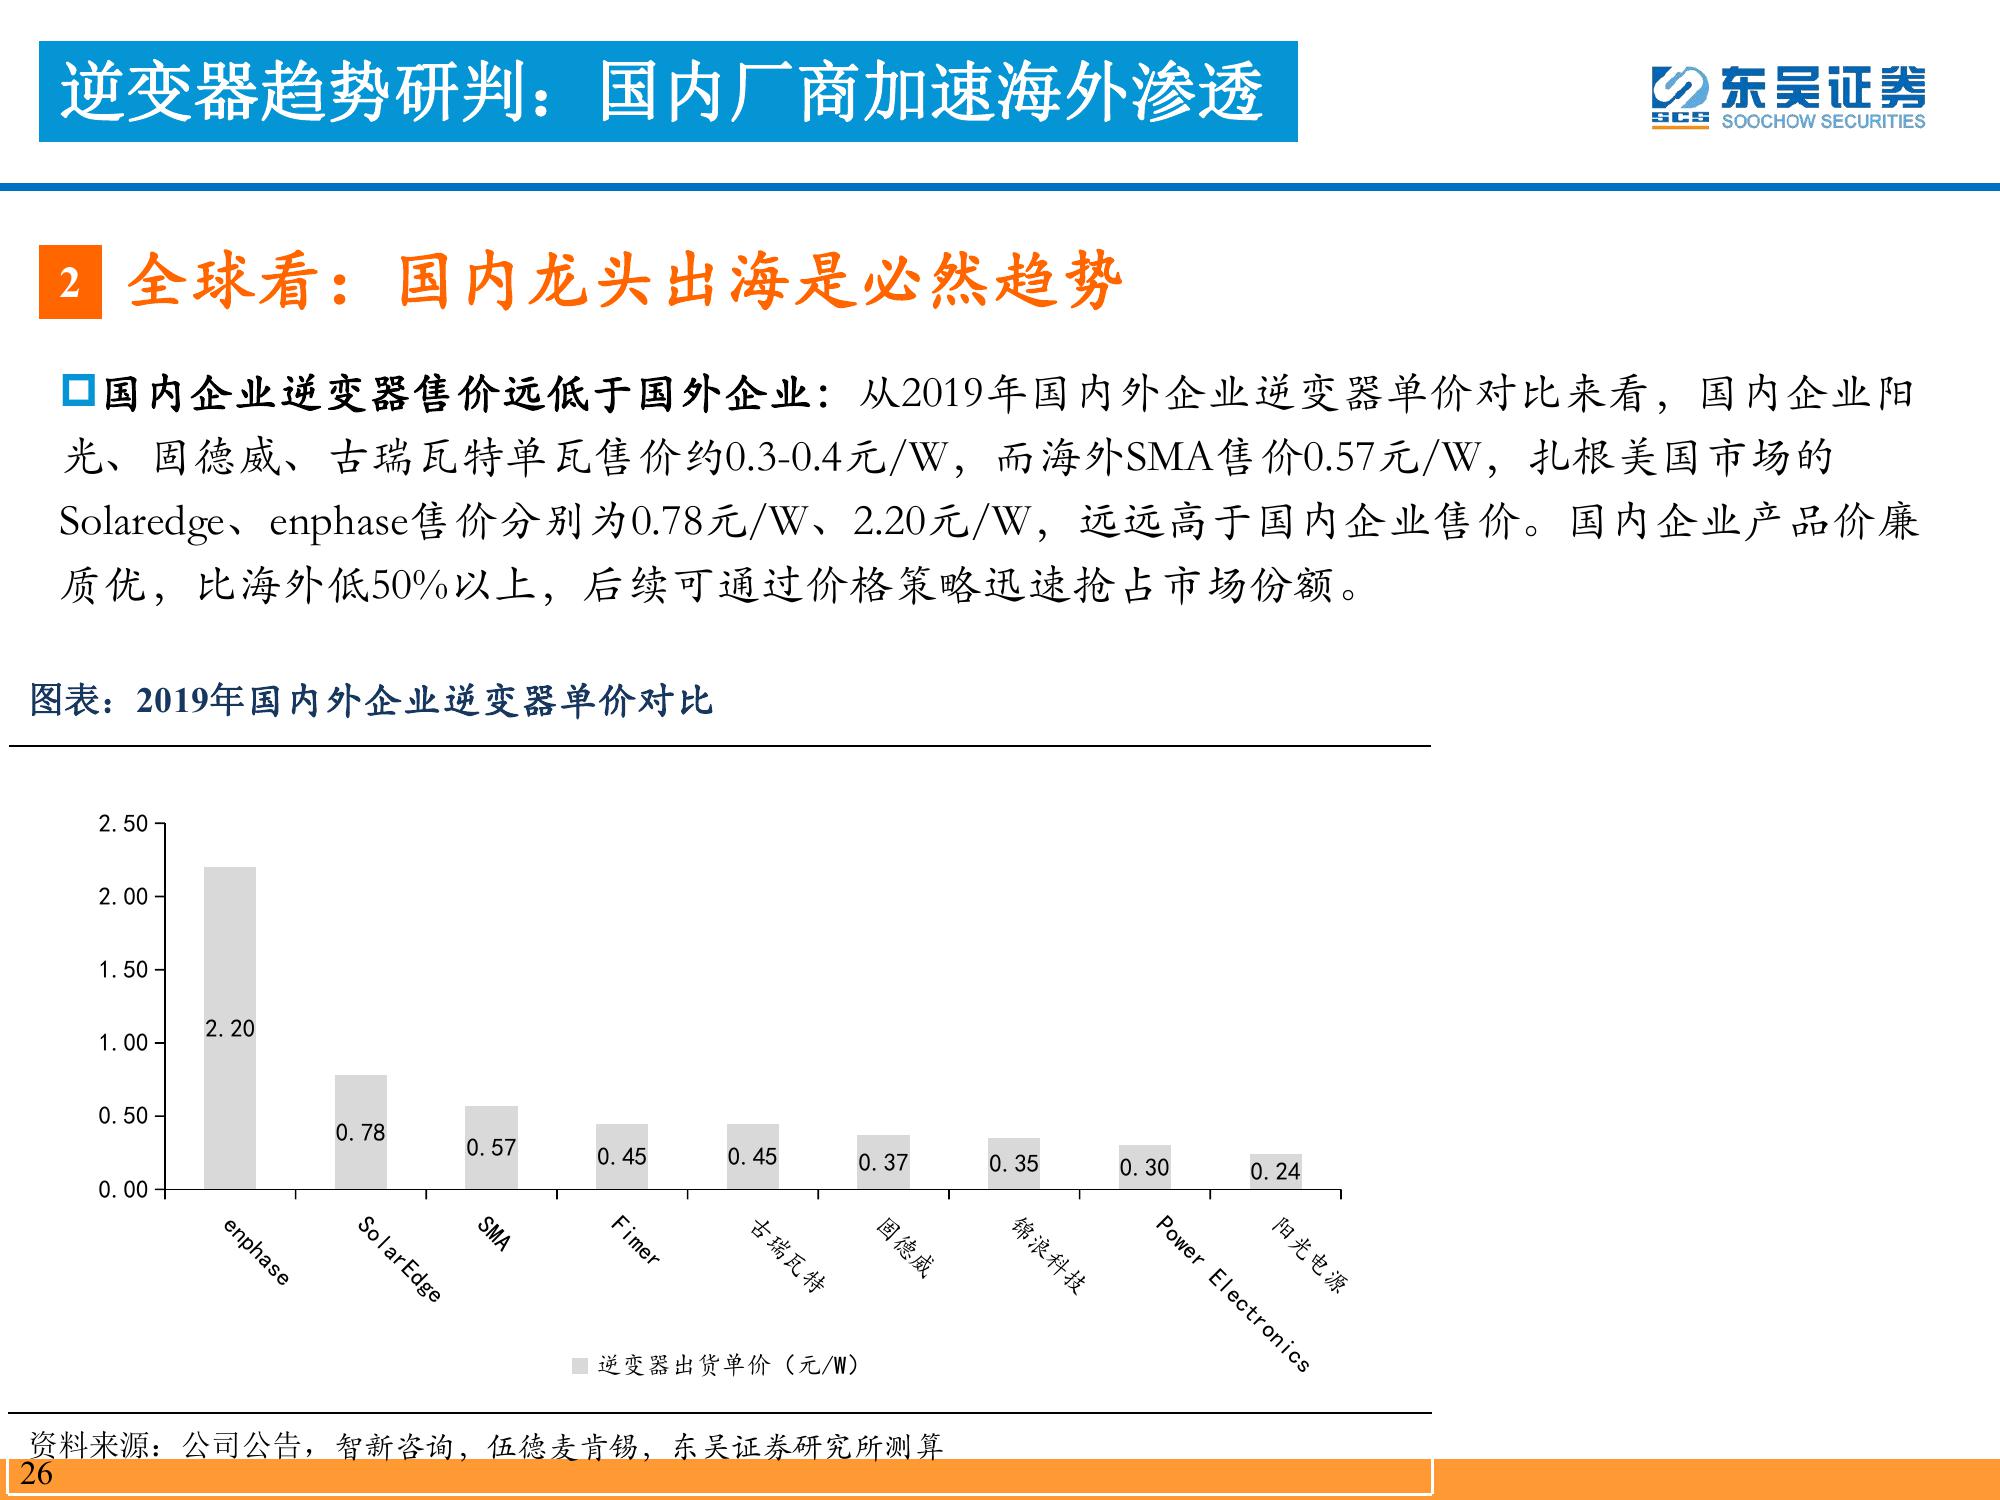 逆变器趋势研判：国内厂商加速海外渗透
东吴证券
SCS
SOOCHOW SECURITIES
2
全球看：国内龙头出海是必然趋势
国内企业逆变器售价远低于国外企业：从2019年国内外企业逆变器单价对比来看，国内企业阳
光、固德威、古瑞瓦特单瓦售价约0.3-0.4元/W，而海外SMA售价0.57元/W，扎根美国市场的
Solaredge、enphase售价分别为0.78元/W、2.20元/W，远远高于国内企业售价。国内企业产品价廉
质优，比海外低50%以上，后续可通过价格策略迅速抢占市场份额。
图表：2019年国内外企业逆变器单价对比
2.50
2.00
1.50
1.00
0.50
0.00
2.20
0.78
0.57
0.45
0.45
0.37
0.35
0.30
0.24
enphase
SolarEdge
SMA
Fimer
古瑞瓦特
固德威
锦浪科技
Power Electronics
阳光电源
逆变器出货单价（元/W）
资料来源：公司公告，智新咨询，伍德麦肯锡，东吴证券研究所测算
26